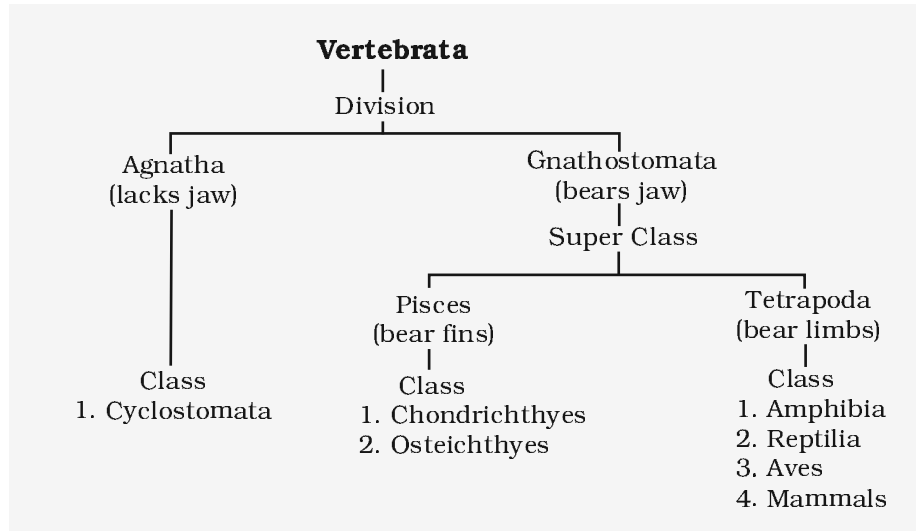 Vertebrata
Division
Agnatha
(lacks jaw)
Gnathostomata
(bears jaw)
Super Class
Pisces
(bear fins)
Tetrapoda
(bear limbs)
Class
1. Cyclostomata
Class
1. Chondrichthyes
2. Osteichthyes
Class
1. Amphibia
2. Reptilia
3. Aves
4. Mammals